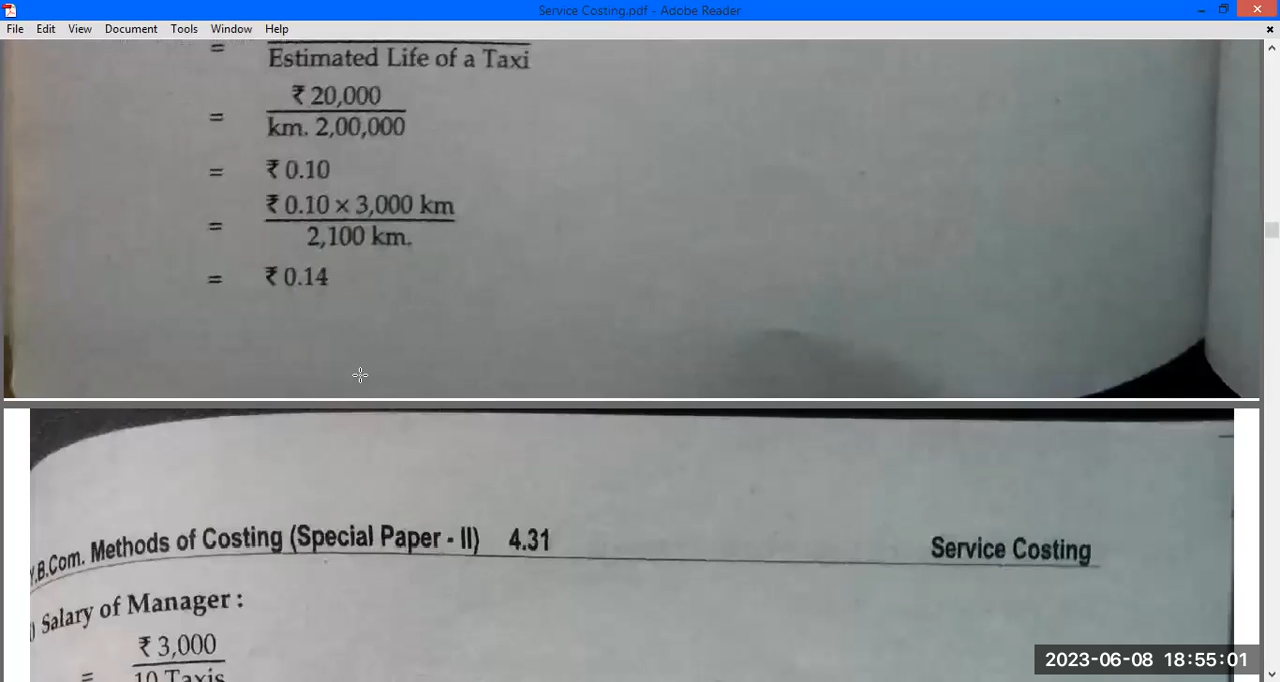 Service Costing.pdf - Adobe Reader
File Edit View Document Tools Window Help
=
Estimated Life of a Taxi
= ₹ 20,000
km. 2,00,000
= ₹ 0.10
= ₹ 0.10 × 3,000 km
2,100 km.
= ₹ 0.14
Y.B.Com. Methods of Costing (Special Paper - II) 4.31 Service Costing
) Salary of Manager :
= ₹ 3,000
10 Taxis
2023-06-08 18:55:01